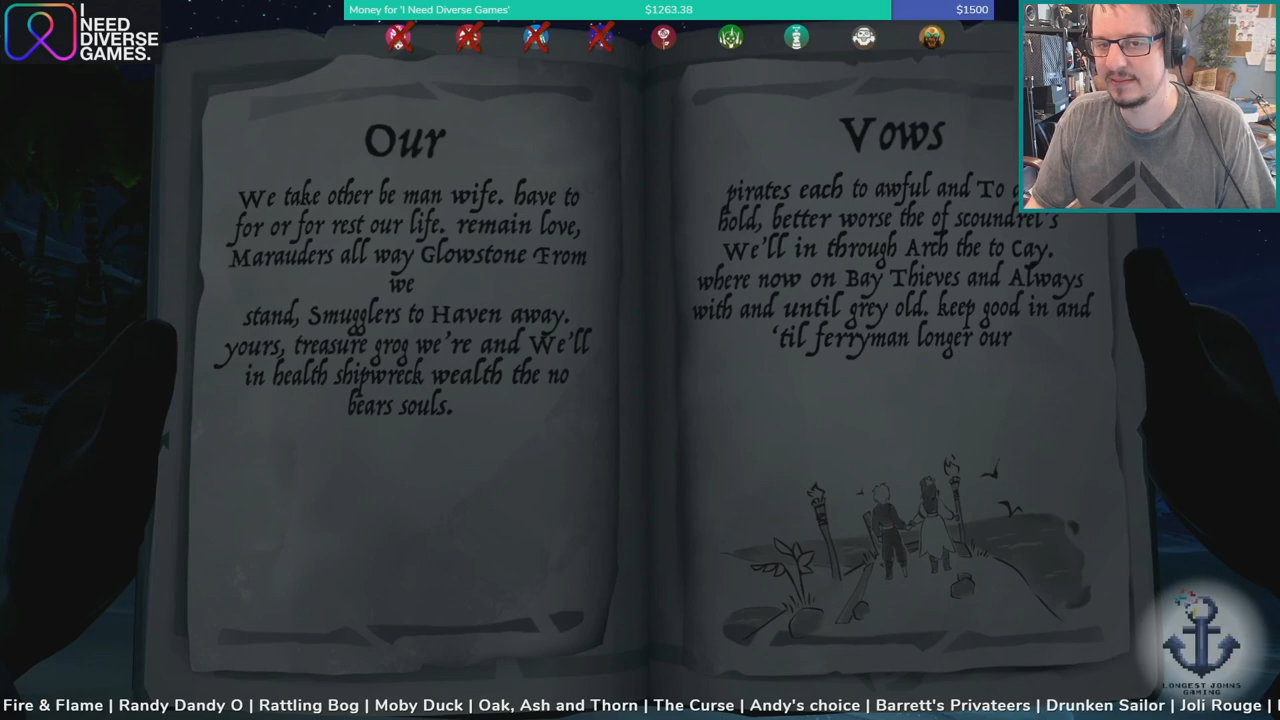 I
NEED
DIVERSE
GAMES.
Money for 'I Need Diverse Games'
$1263.38
$1500
Our
We take other be man wife. have to
for or for rest our life. remain love,
Marauders all way Glowstone From
we
stand, Smugglers to Haven away.
yours, treasure grog we're and We'll
in health shipwreck wealth the no
bears souls.
Vows
pirates each to awful and To
hold, better worse the of scoundrel's
We'll in through Arch the to Cay.
where now on Bay Thieves and Always
with and until grey old. keep good in and
'til ferryman longer our
LONGEST JOHNS
GAMING
Fire & Flame | Randy Dandy O | Rattling Bog | Moby Duck | Oak, Ash and Thorn | The Curse | Andy's choice | Barrett's Privateers | Drunken Sailor | Joli Rouge |